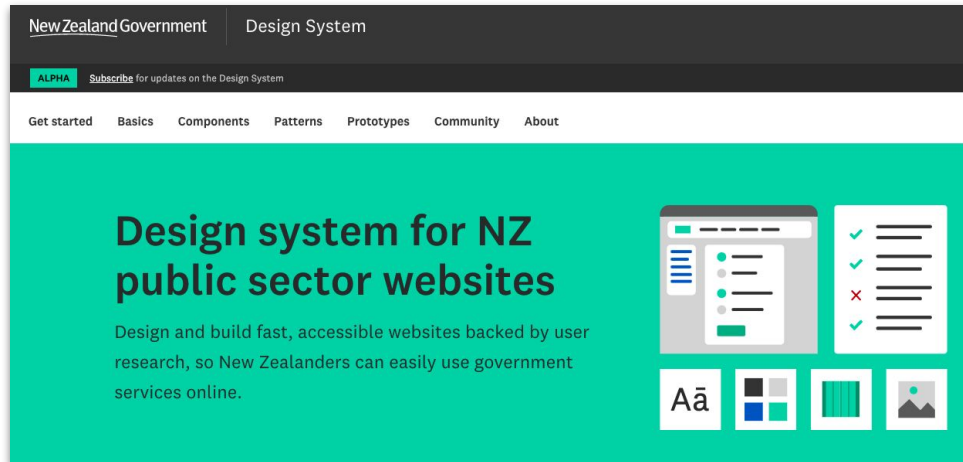 New Zealand Government
Design System
ALPHA Subscribe for updates on the Design System
Get started Basics Components Patterns Prototypes Community About
Design system for NZ
public sector websites
Design and build fast, accessible websites backed by user
research, so New Zealanders can easily use government
services online.
Aā